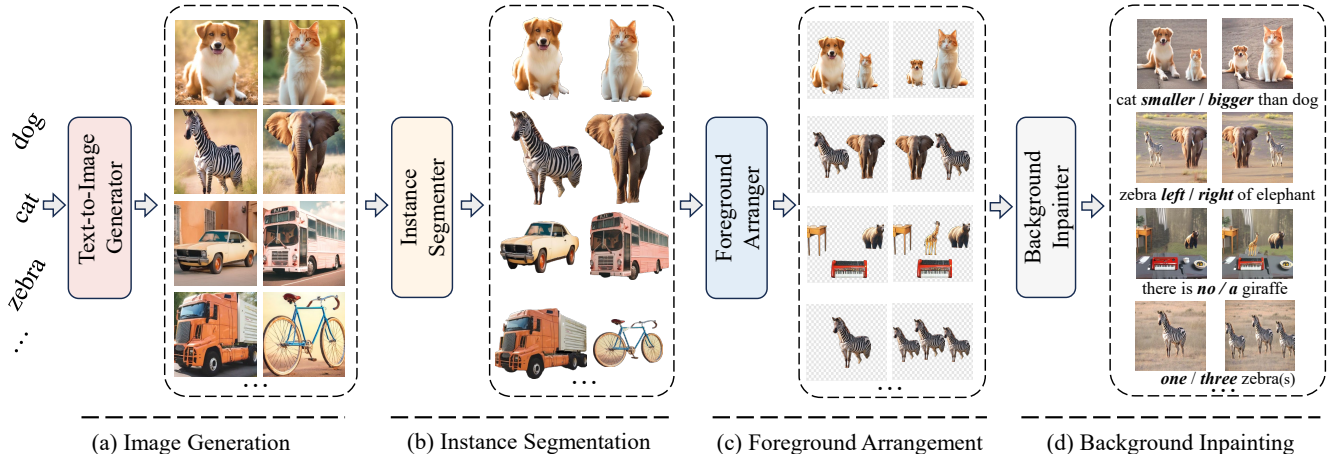 dog
cat
zebra
...
Text-to-Image
Generator
...
Instance
Segmenter
...
Foreground
Arranger
...
Background
Inpainter
cat smaller / bigger than dog
zebra left / right of elephant
there is no / a giraffe
one / three zebra(s)
...
(a) Image Generation
(b) Instance Segmentation
(c) Foreground Arrangement
(d) Background Inpainting